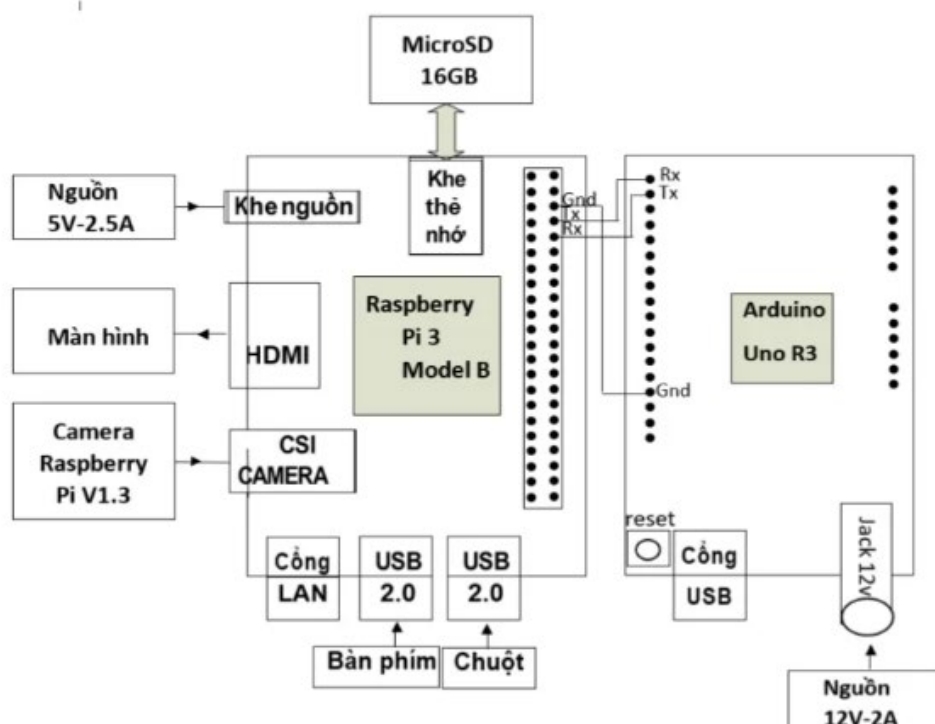 MicroSD
16GB
Nguồn
5V-2.5A
Khe nguồn
Khe
thẻ
nhớ
Gnd
Tx
Rx
Rx
Tx
Màn hình
HDMI
Raspberry
Pi 3
Model B
Arduino
Uno R3
Gnd
Camera
Raspberry
Pi V1.3
CSI
CAMERA
reset
Cổng
LAN
USB
2.0
USB
2.0
Cổng
USB
Jack 12v
Bàn phím
Chuột
Nguồn
12V-2A